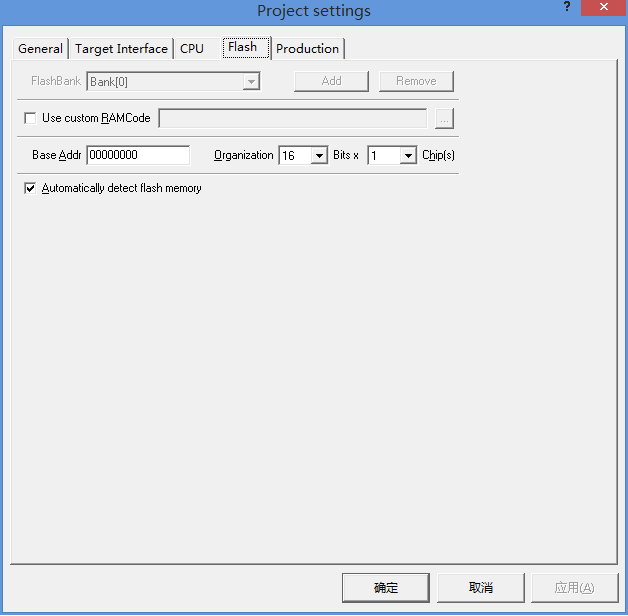 Project settings ?
General Target Interface CPU Flash Production
FlashBank Bank[0] Add Remove
Use custom RAMCode ...
Base Addr 00000000 Organization 16 Bits x 1 Chip(s)
Automatically detect flash memory
确定 取消 应用(A)